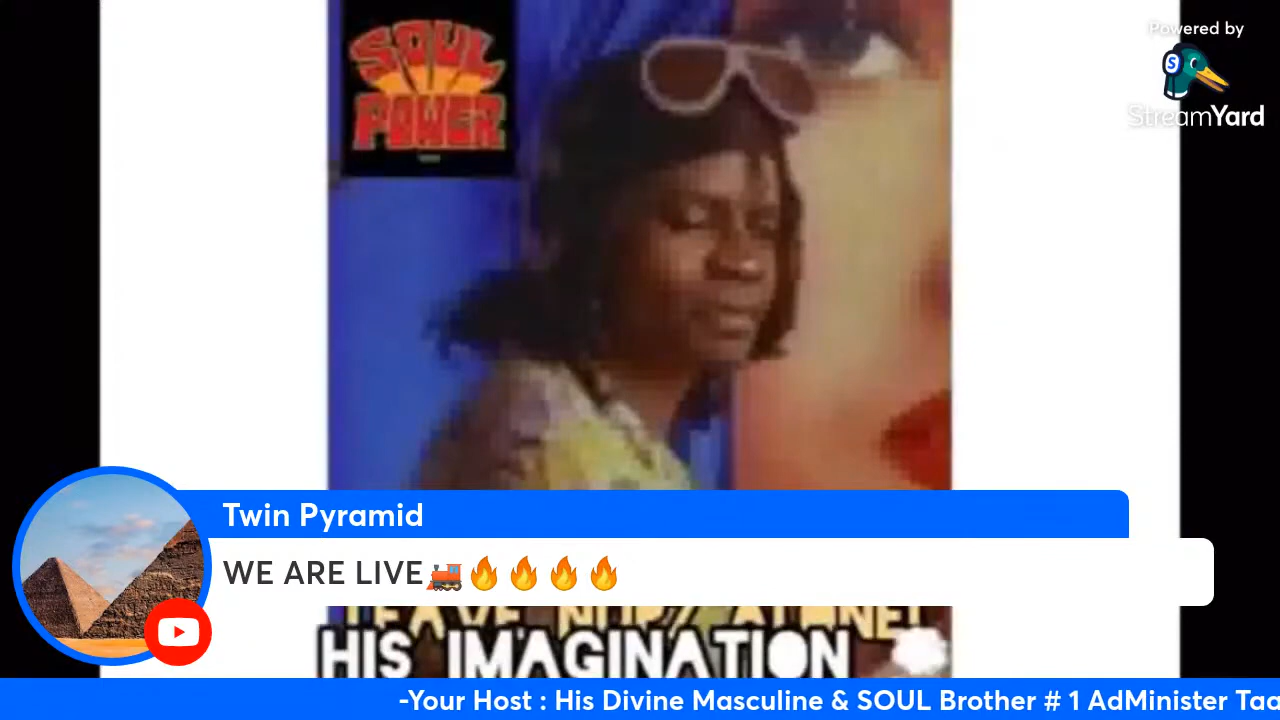 SOUL
POWER
Powered by
S
StreamYard
Twin Pyramid
WE ARE LIVE🚂🔥🔥🔥🔥
LEAVE
HIS IMAGINATION
-Your Host : His Divine Masculine & SOUL Brother # 1 AdMinister